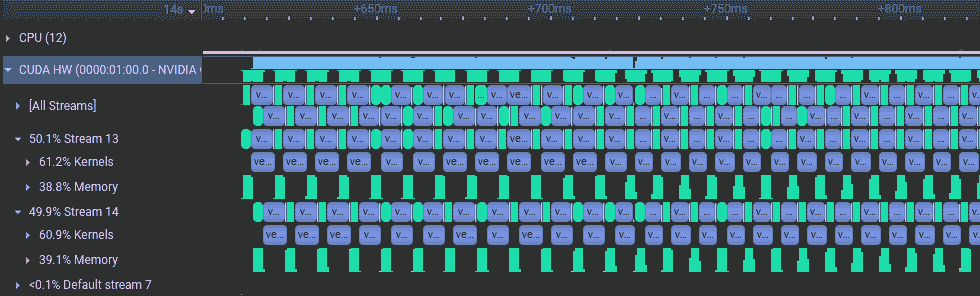 14s ms +650ms +700ms +750ms +800ms
CPU (12)
CUDA HW (0000:01:00.0 - NVIDIA
[All Streams]
50.1% Stream 13
61.2% Kernels
38.8% Memory
49.9% Stream 14
60.9% Kernels
39.1% Memory
<0.1% Default stream 7